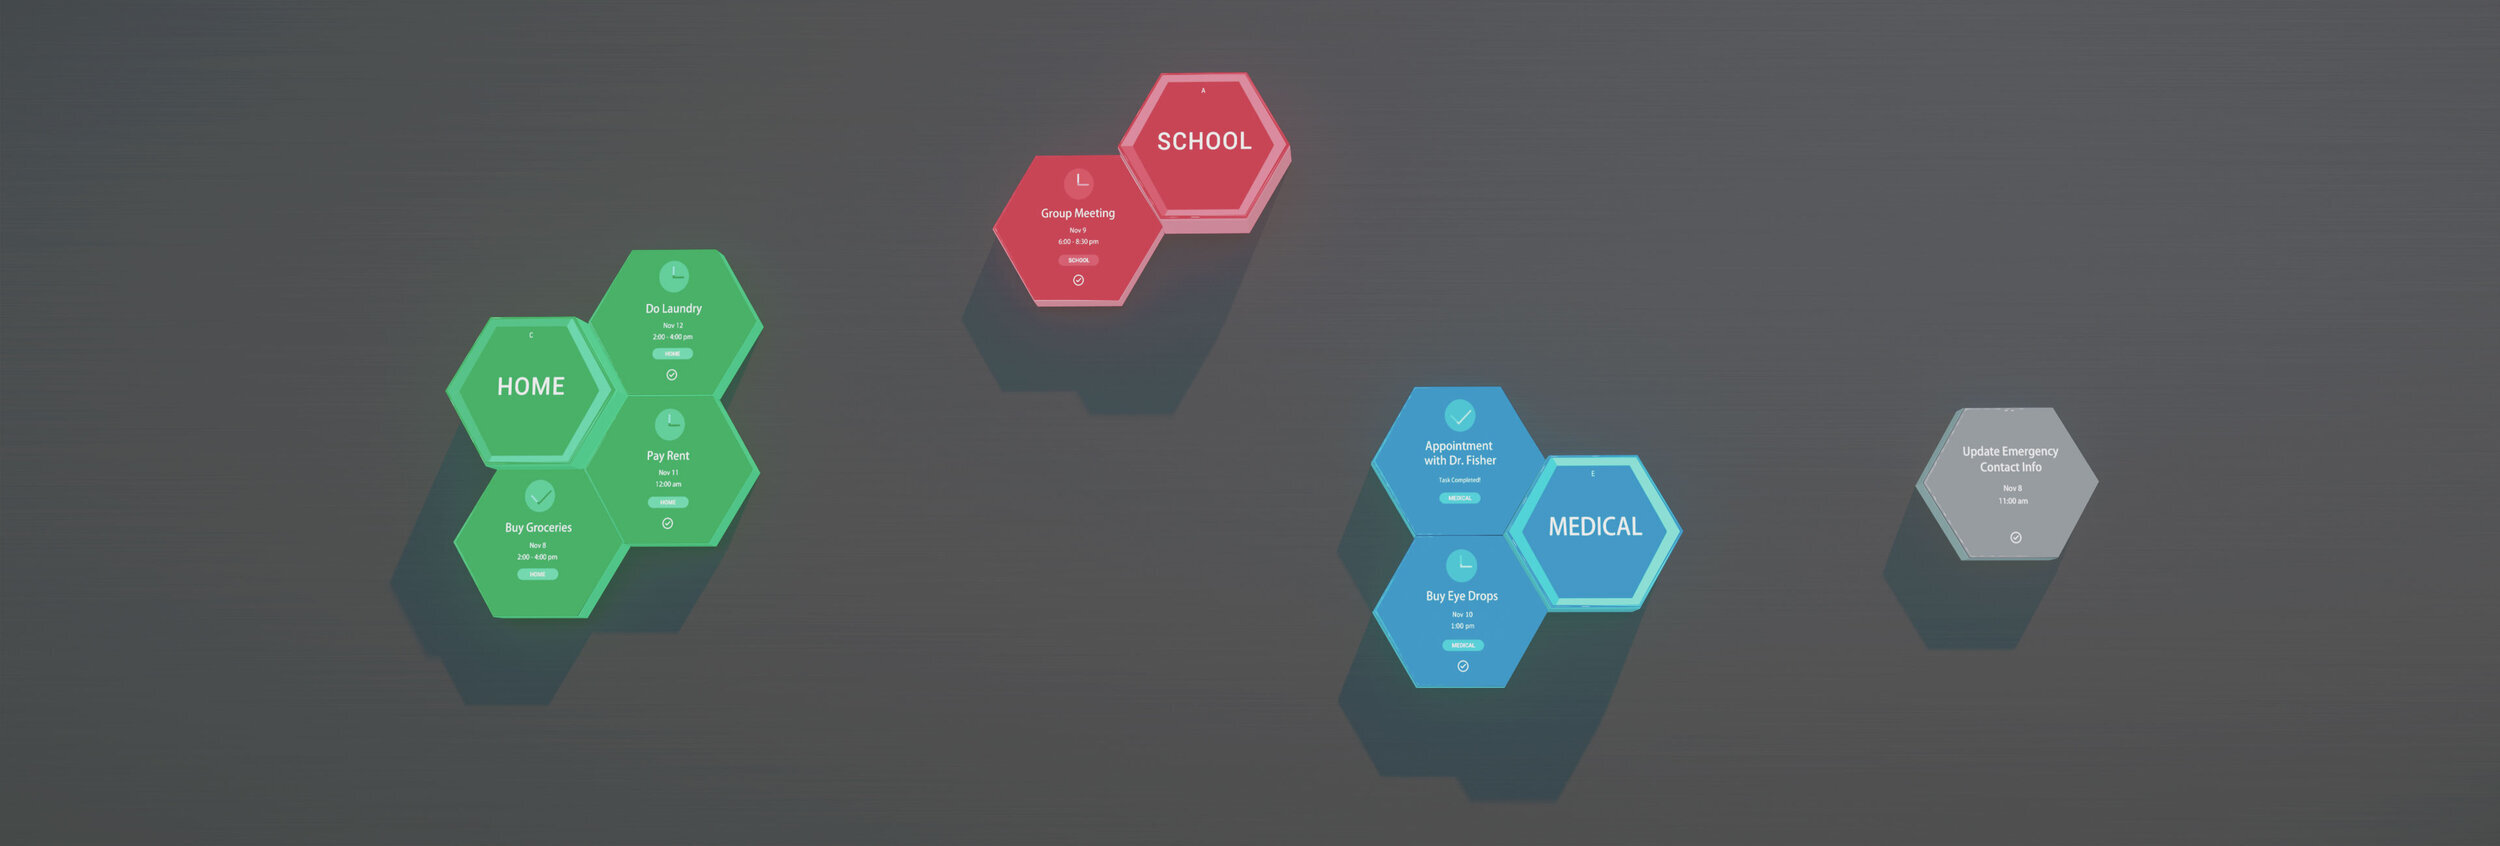 A
SCHOOL
Group Meeting
Nov 9
6:00 - 8:30 pm
SCHOOL
Do Laundry
Nov 12
2:00 - 4:00 pm
HOME
C
HOME
Pay Rent
Nov 11
12:00 am
HOME
Buy Groceries
Nov 8
2:00 - 4:00 pm
HOME
Appointment
with Dr. Fisher
Task Completed!
MEDICAL
E
MEDICAL
Buy Eye Drops
Nov 10
1:00 pm
MEDICAL
Update Emergency
Contact Info
Nov 8
11:00 am